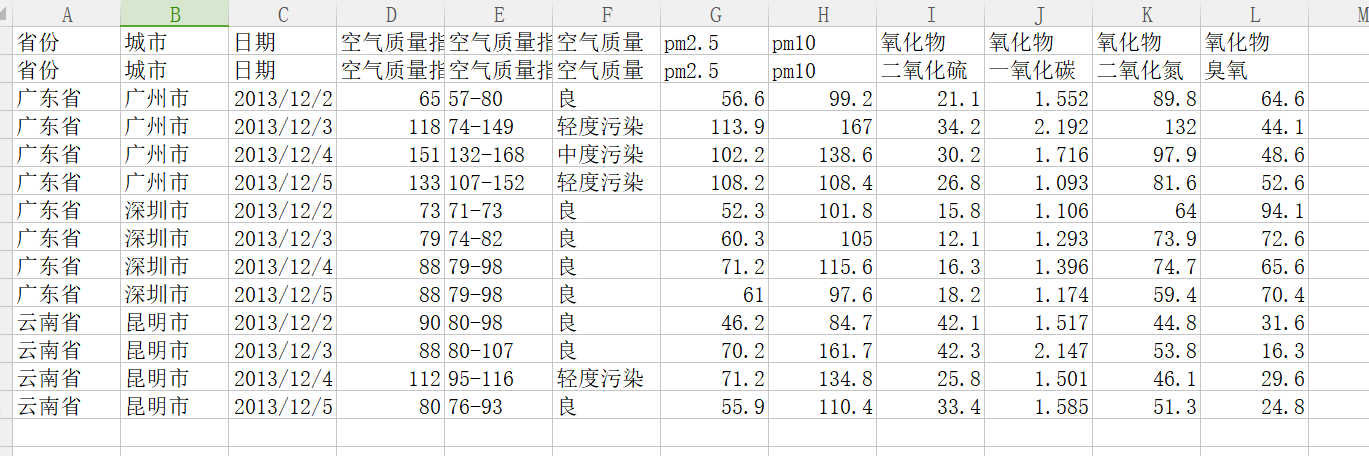 A B C D E F G H I J K L M
省份 城市 日期 空气质量指 空气质量指 空气质量 pm2.5 pm10 氧化物 氧化物 氧化物 氧化物
省份 城市 日期 空气质量指 空气质量指 空气质量 pm2.5 pm10 二氧化硫 一氧化碳 二氧化氮 臭氧
广东省 广州市 2013/12/2 65 57-80 良 56.6 99.2 21.1 1.552 89.8 64.6
广东省 广州市 2013/12/3 118 74-149 轻度污染 113.9 167 34.2 2.192 132 44.1
广东省 广州市 2013/12/4 151 132-168 中度污染 102.2 138.6 30.2 1.716 97.9 48.6
广东省 广州市 2013/12/5 133 107-152 轻度污染 108.2 108.4 26.8 1.093 81.6 52.6
广东省 深圳市 2013/12/2 73 71-73 良 52.3 101.8 15.8 1.106 64 94.1
广东省 深圳市 2013/12/3 79 74-82 良 60.3 105 12.1 1.293 73.9 72.6
广东省 深圳市 2013/12/4 88 79-98 良 71.2 115.6 16.3 1.396 74.7 65.6
广东省 深圳市 2013/12/5 88 79-98 良 61 97.6 18.2 1.174 59.4 70.4
云南省 昆明市 2013/12/2 90 80-98 良 46.2 84.7 42.1 1.517 44.8 31.6
云南省 昆明市 2013/12/3 88 80-107 良 70.2 161.7 42.3 2.147 53.8 16.3
云南省 昆明市 2013/12/4 112 95-116 轻度污染 71.2 134.8 25.8 1.501 46.1 29.6
云南省 昆明市 2013/12/5 80 76-93 良 55.9 110.4 33.4 1.585 51.3 24.8